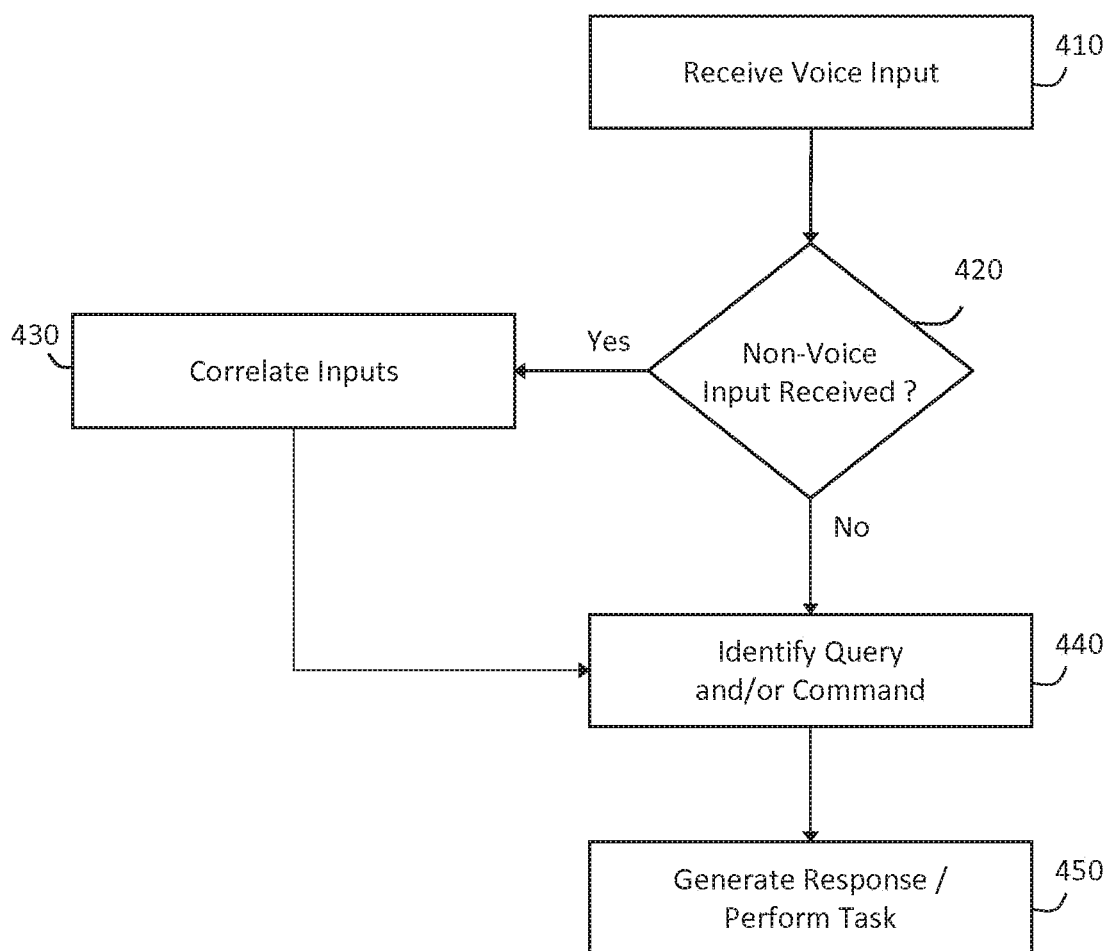 Receive Voice Input
410
420
Non-Voice
Input Received ?
Yes
430
Correlate Inputs
No
Identify Query
and/or Command
440
Generate Response /
Perform Task
450